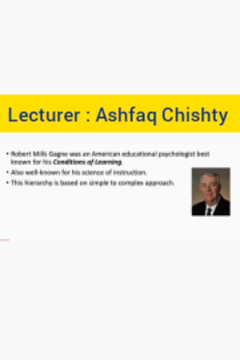 Lecturer : Ashfaq Chishty
• Robert Mills Gagne was an American educational psychologist best
known for his Conditions of Learning.
• Also well-known for his science of instruction.
• This hierarchy is based on simple to complex approach.